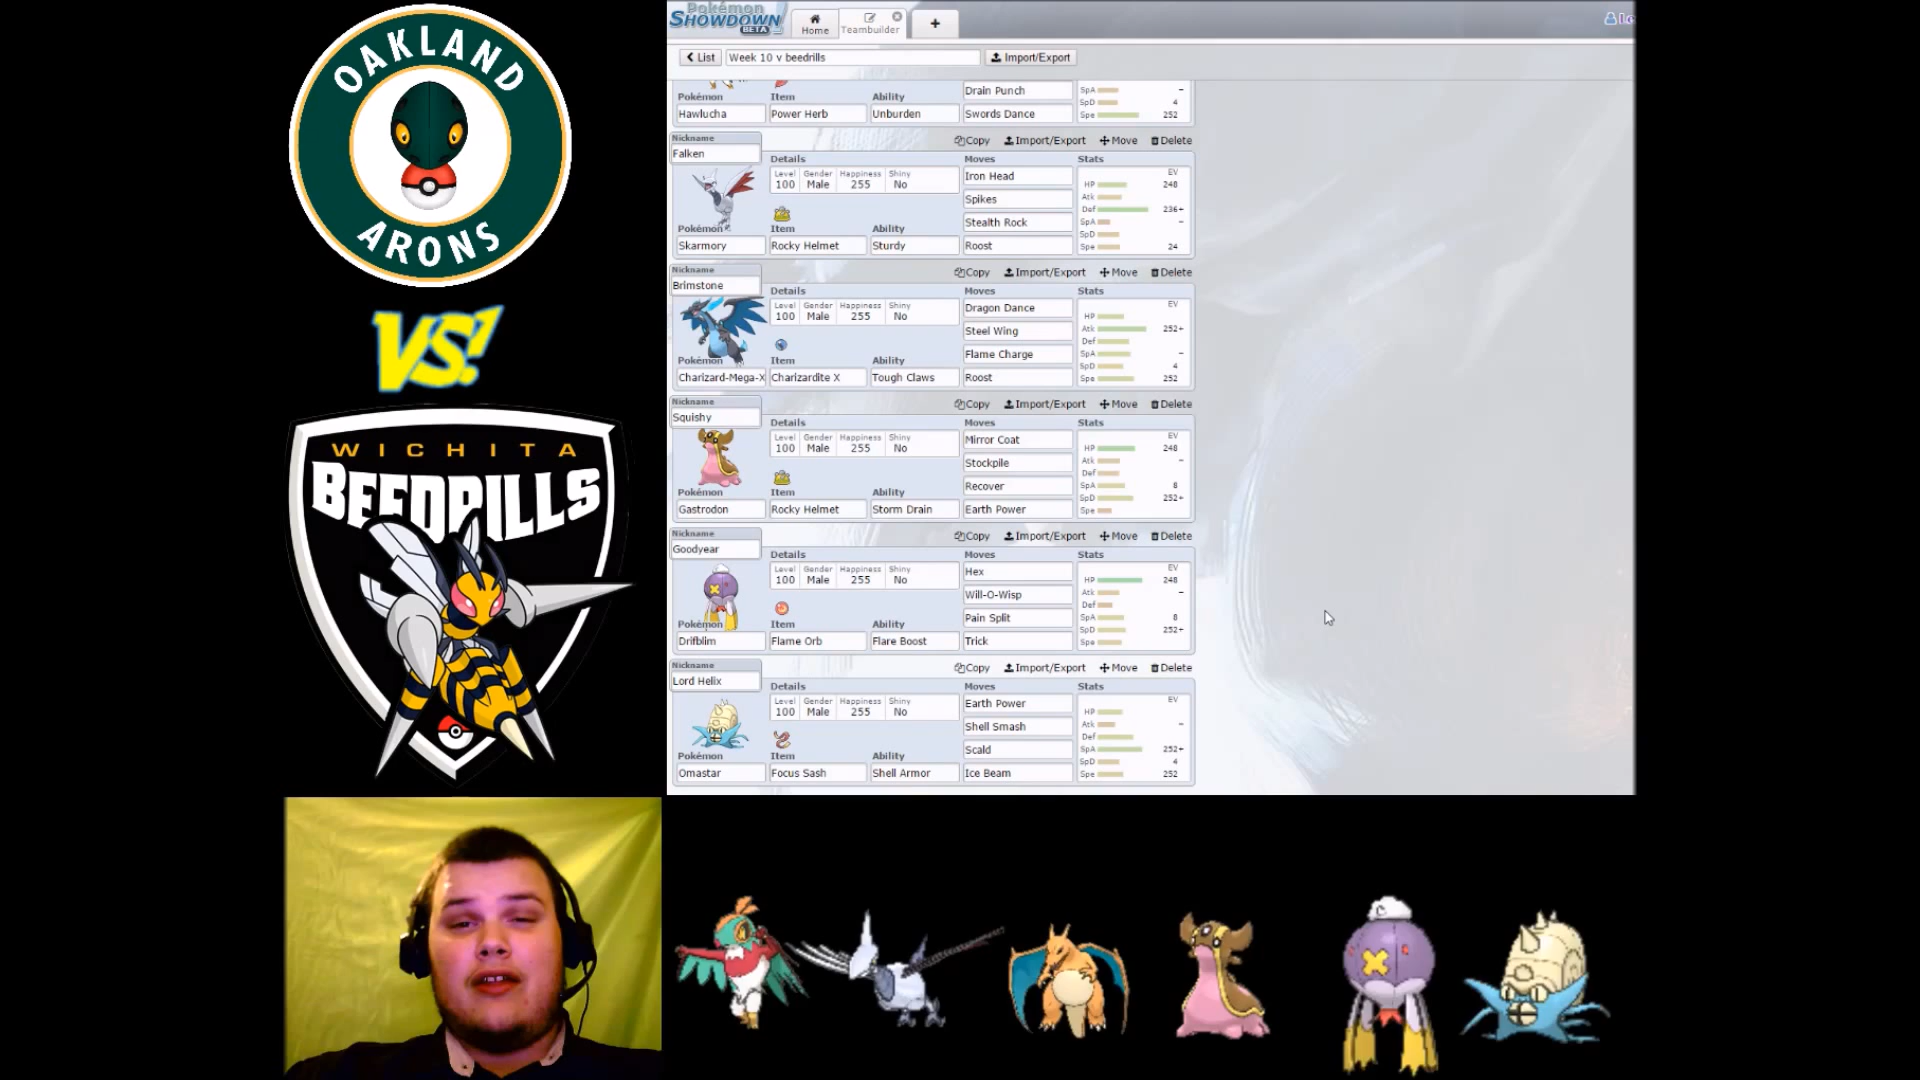 OAKLAND
ARONS
VS!
WICHITA
BEEDRILLS
Pokémon
SHOWDOWN!
BETA
Home
Teambuilder
+
List
Week 10 v beedrills
Import/Export
Drain Punch
SpA –
Pokémon Item Ability
SpD 4
Hawlucha Power Herb Unburden Swords Dance
Spe 252
Nickname
Copy Import/Export Move Delete
Falken
Details Moves Stats
Level Gender Happiness Shiny
100 Male 255 No
Iron Head
Spikes
Stealth Rock
Roost
EV
HP 248
Atk
Def 236+
SpA –
SpD
Spe 24
Pokémon Item Ability
Skarmory Rocky Helmet Sturdy
Nickname
Copy Import/Export Move Delete
Brimstone
Details Moves Stats
Level Gender Happiness Shiny
100 Male 255 No
Dragon Dance
Steel Wing
Flame Charge
Roost
EV
HP
Atk 252+
Def
SpA –
SpD 4
Spe 252
Pokémon Item Ability
Charizard-Mega-X Charizardite X Tough Claws
Nickname
Copy Import/Export Move Delete
Squishy
Details Moves Stats
Level Gender Happiness Shiny
100 Male 255 No
Mirror Coat
Stockpile
Recover
Earth Power
EV
HP 248
Atk –
Def
SpA 8
SpD 252+
Spe
Pokémon Item Ability
Gastrodon Rocky Helmet Storm Drain
Nickname
Copy Import/Export Move Delete
Goodyear
Details Moves Stats
Level Gender Happiness Shiny
100 Male 255 No
Hex
Will-O-Wisp
Pain Split
Trick
EV
HP 248
Atk –
Def
SpA 8
SpD 252+
Spe
Pokémon Item Ability
Drifblim Flame Orb Flare Boost
Nickname
Copy Import/Export Move Delete
Lord Helix
Details Moves Stats
Level Gender Happiness Shiny
100 Male 255 No
Earth Power
Shell Smash
Scald
Ice Beam
EV
HP
Atk –
Def
SpA 252+
SpD 4
Spe 252
Pokémon Item Ability
Omastar Focus Sash Shell Armor